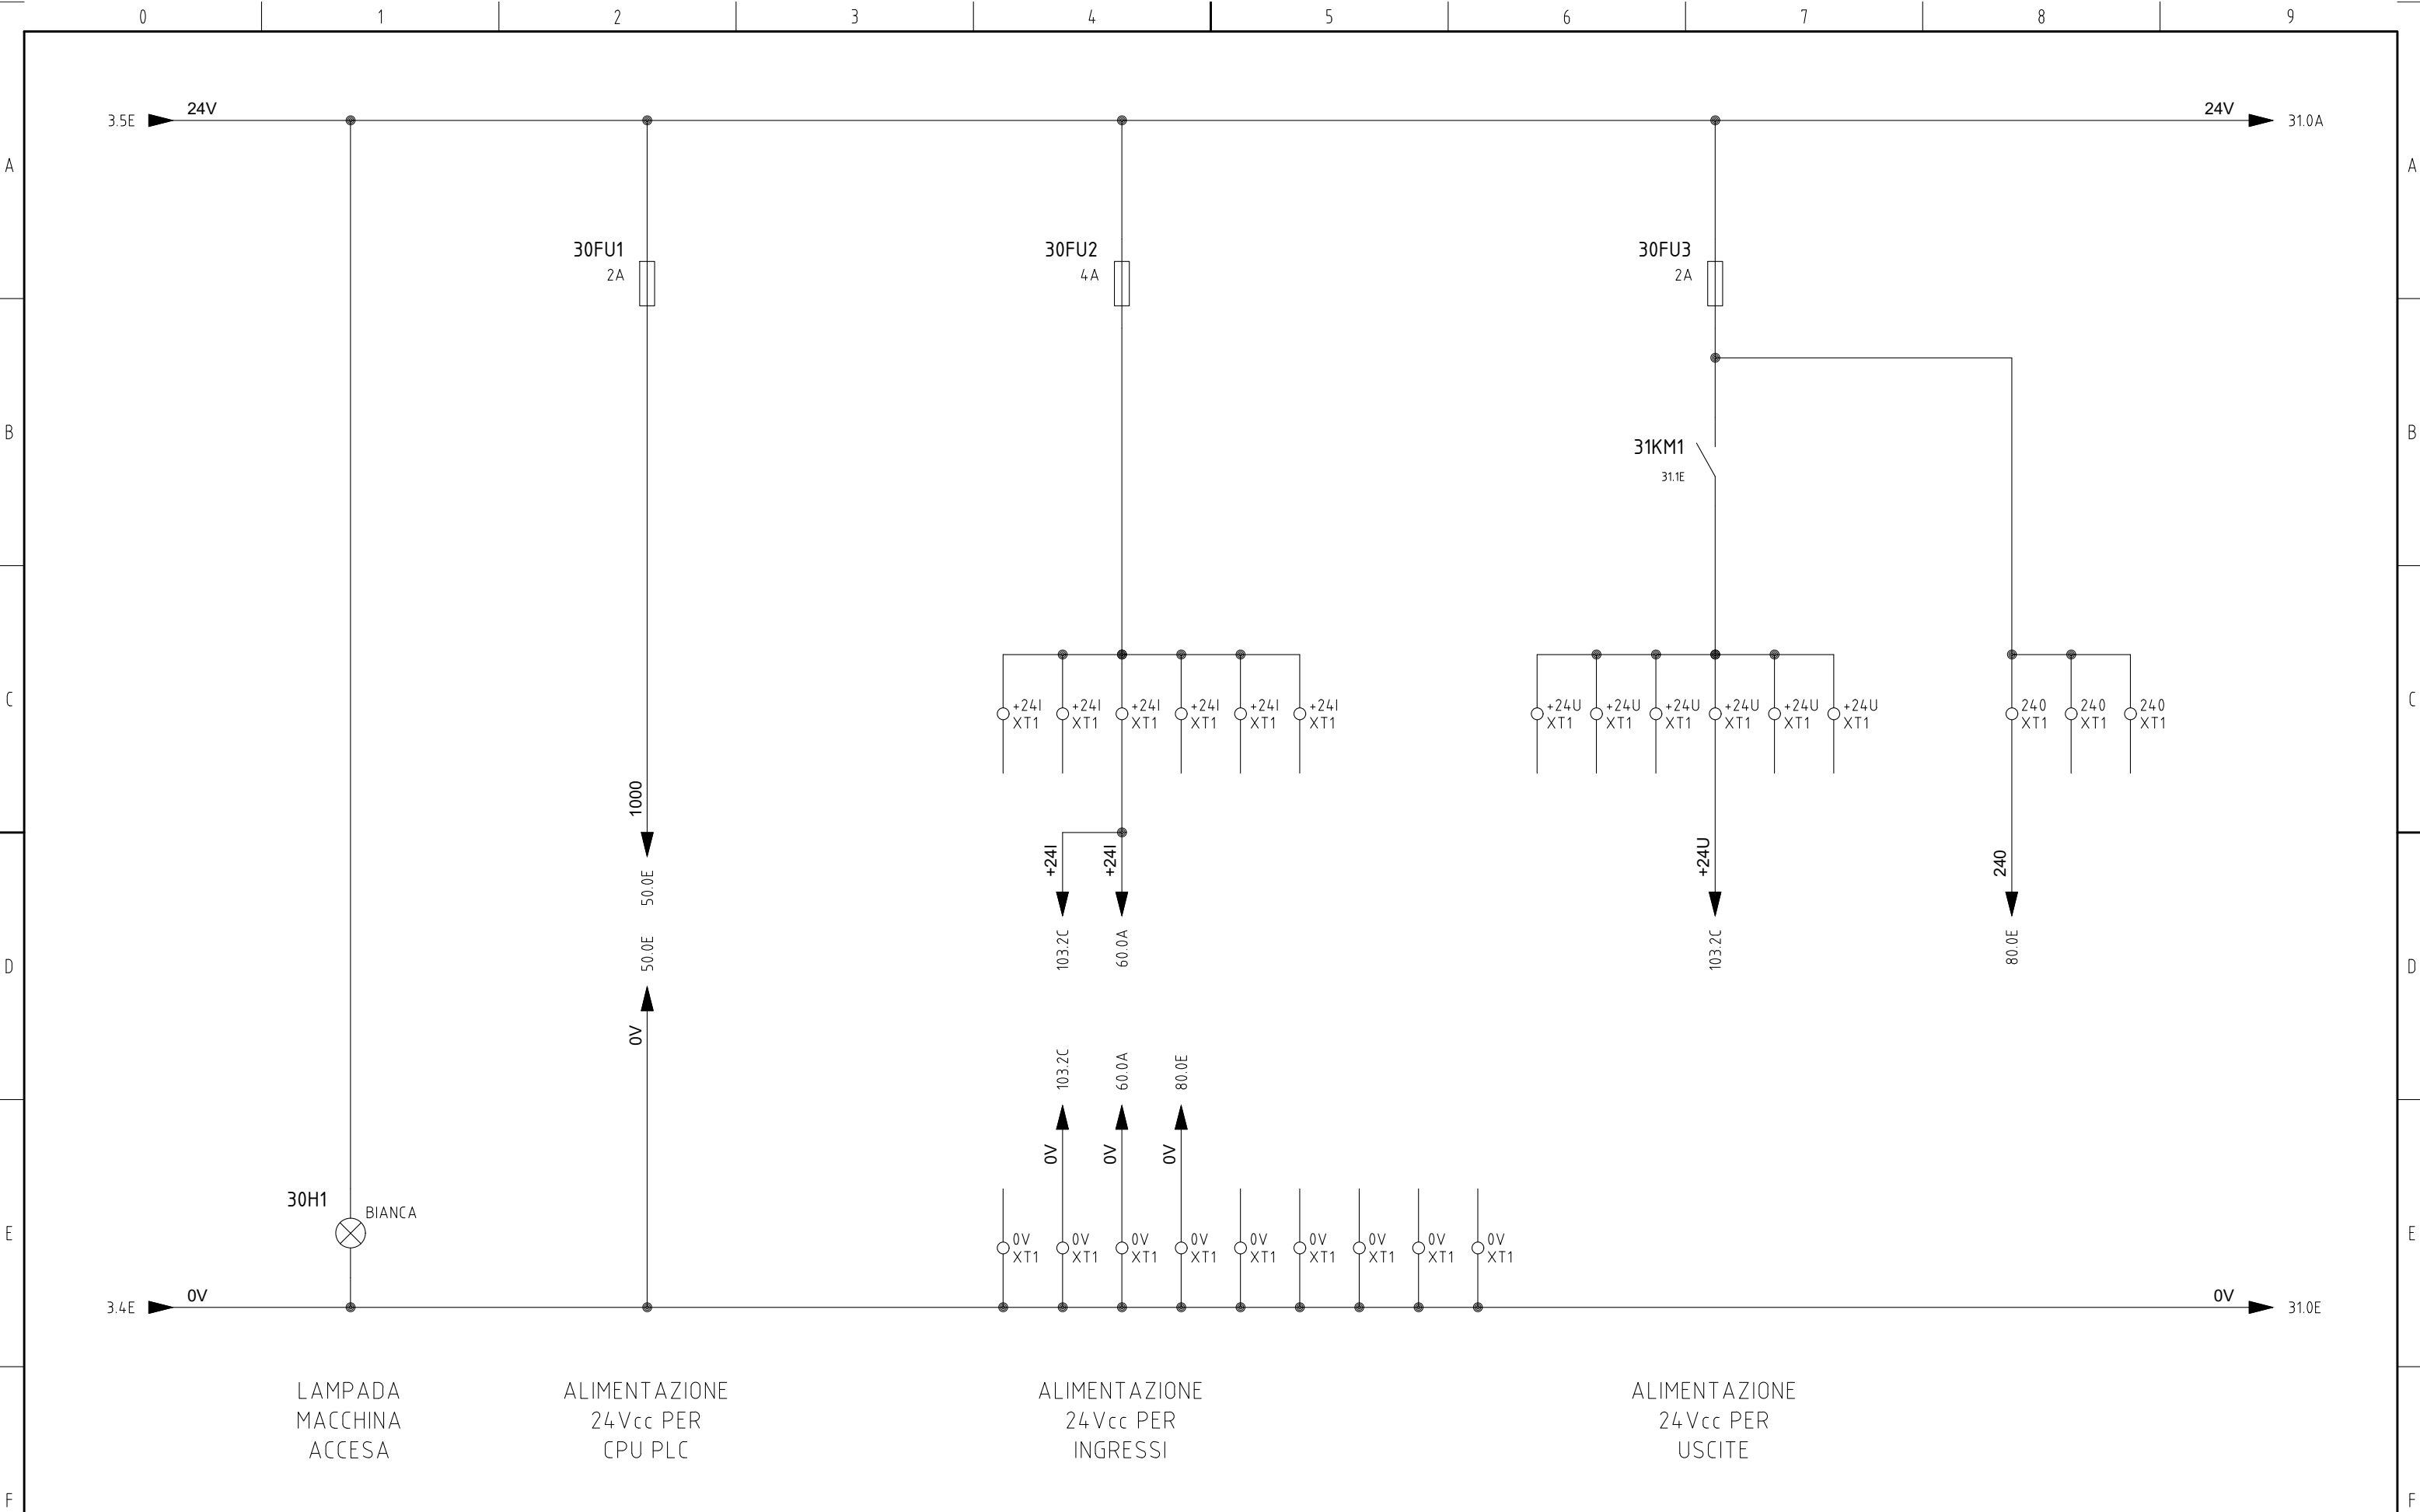 0 1 2 3 4 5 6 7 8 9
24V 24V
3.5E 31.0A
A A
30FU1 30FU2 30FU3
2A 4A 2A
B B
31KM1
31.1E
C C
+24I +24I +24I +24I +24I +24I +24U +24U +24U +24U +24U +24U 240 240 240
XT1 XT1 XT1 XT1 XT1 XT1 XT1 XT1 XT1 XT1 XT1 XT1 XT1 XT1 XT1
1000
+24I +24I +24U 240
50.0E
50.0E 103.2C 60.0A 103.2C 80.0E
D D
0V
103.2C 60.0A 80.0E
0V 0V 0V
30H1
BIANCA
E E
0V 0V 0V 0V 0V 0V 0V 0V 0V
XT1 XT1 XT1 XT1 XT1 XT1 XT1 XT1 XT1
0V 0V
3.4E 31.0E
LAMPADA
MACCHINA
ACCESA
ALIMENTAZIONE
24Vcc PER
CPU PLC
ALIMENTAZIONE
24Vcc PER
INGRESSI
ALIMENTAZIONE
24Vcc PER
USCITE
F F